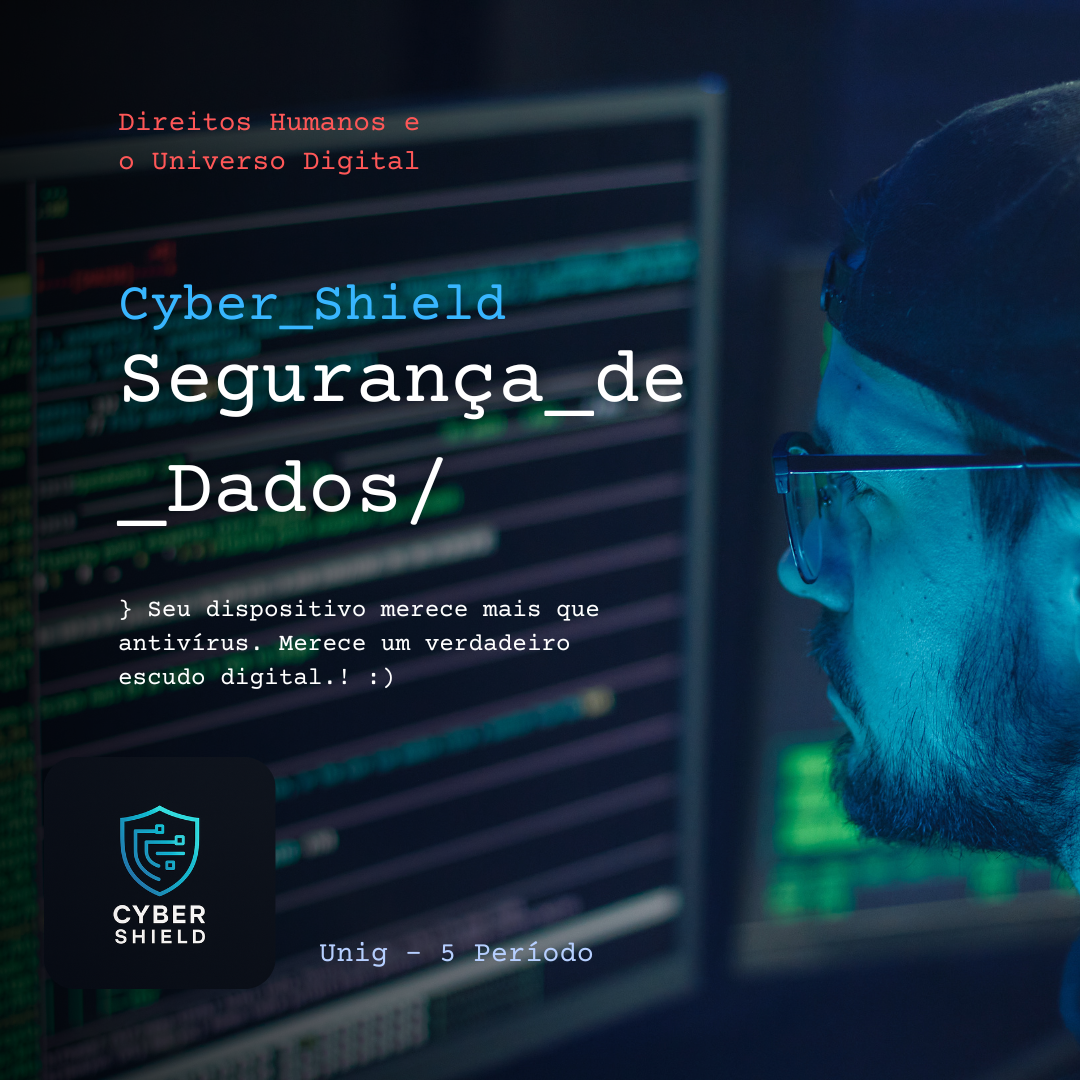 Direitos Humanos e
o Universo Digital
Cyber_Shield
Segurança_de
_Dados/
} Seu dispositivo merece mais que
antivírus. Merece um verdadeiro
escudo digital.! :)
CYBER
SHIELD
Unig - 5 Período